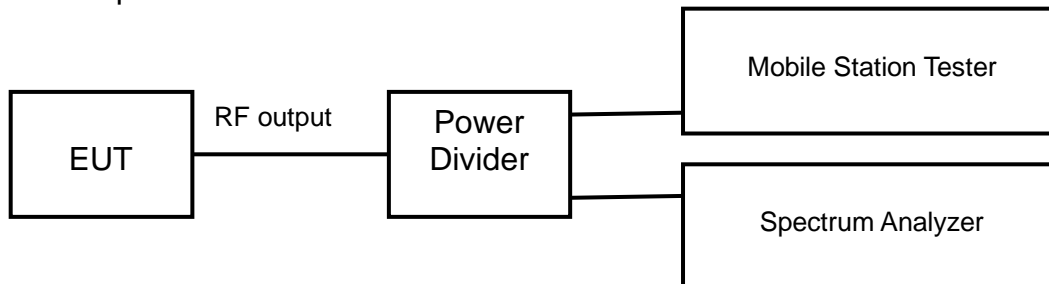 EUT
RF output
Power
Divider
Mobile Station Tester
Spectrum Analyzer